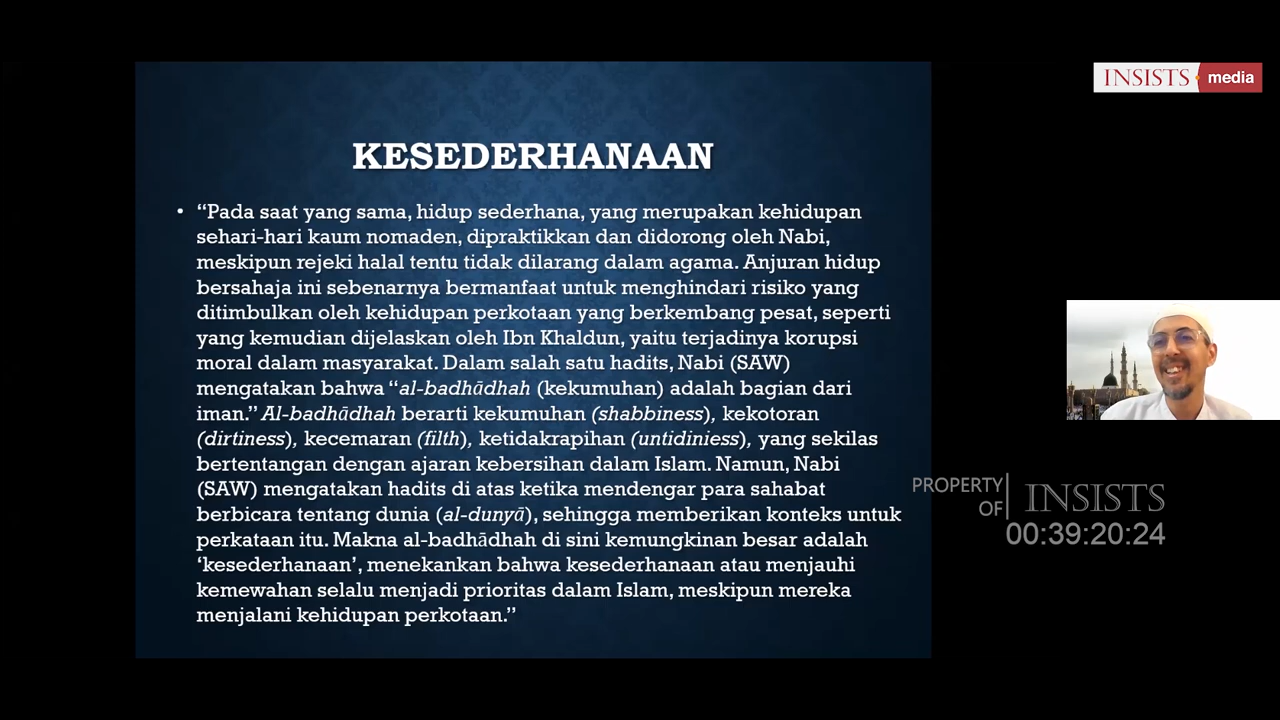 INSISTS media
KESEDERHANAAN
• “Pada saat yang sama, hidup sederhana, yang merupakan kehidupan
sehari-hari kaum nomaden, dipraktikkan dan didorong oleh Nabi,
meskipun rejeki halal tentu tidak dilarang dalam agama. Anjuran hidup
bersahaja ini sebenarnya bermanfaat untuk menghindari risiko yang
ditimbulkan oleh kehidupan perkotaan yang berkembang pesat, seperti
yang kemudian dijelaskan oleh Ibn Khaldun, yaitu terjadinya korupsi
moral dalam masyarakat. Dalam salah satu hadits, Nabi (SAW)
mengatakan bahwa “al-badhādhah (kekumuhan) adalah bagian dari
iman.” Al-badhādhah berarti kekumuhan (shabbiness), kekotoran
(dirtiness), kecemaran (filth), ketidakrapihan (untidiniess), yang sekilas
bertentangan dengan ajaran kebersihan dalam Islam. Namun, Nabi
(SAW) mengatakan hadits di atas ketika mendengar para sahabat
berbicara tentang dunia (al-dunyā), sehingga memberikan konteks untuk
perkataan itu. Makna al-badhādhah di sini kemungkinan besar adalah
‘kesederhanaan’, menekankan bahwa kesederhanaan atau menjauhi
kemewahan selalu menjadi prioritas dalam Islam, meskipun mereka
menjalani kehidupan perkotaan.”
PROPERTY OF INSISTS
00:39:20:24